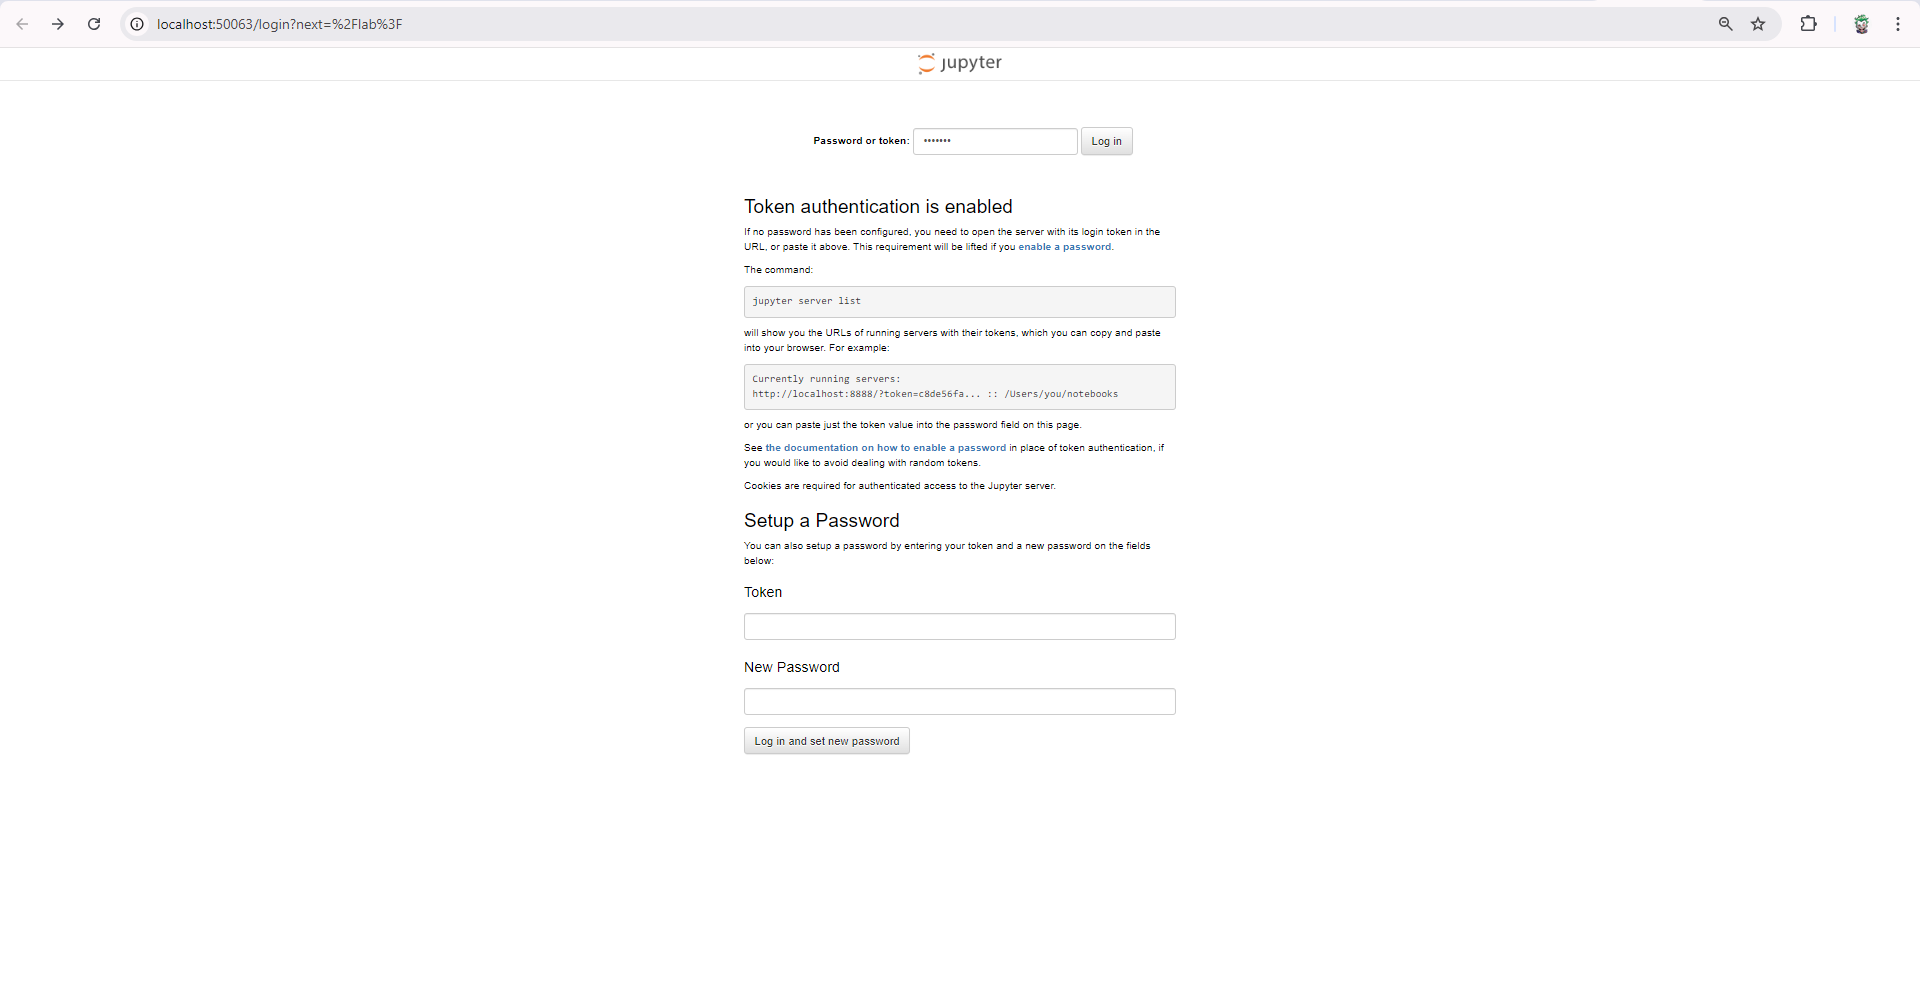 localhost:50063/login?next=%2Flab%3F
jupyter
Password or token: ••••••• Log in
Token authentication is enabled
If no password has been configured, you need to open the server with its login token in the
URL, or paste it above. This requirement will be lifted if you enable a password.
The command:
jupyter server list
will show you the URLs of running servers with their tokens, which you can copy and paste
into your browser. For example:
Currently running servers:
http://localhost:8888/?token=c8de56fa... :: /Users/you/notebooks
or you can paste just the token value into the password field on this page.
See the documentation on how to enable a password in place of token authentication, if
you would like to avoid dealing with random tokens.
Cookies are required for authenticated access to the Jupyter server.
Setup a Password
You can also setup a password by entering your token and a new password on the fields
below:
Token
New Password
Log in and set new password